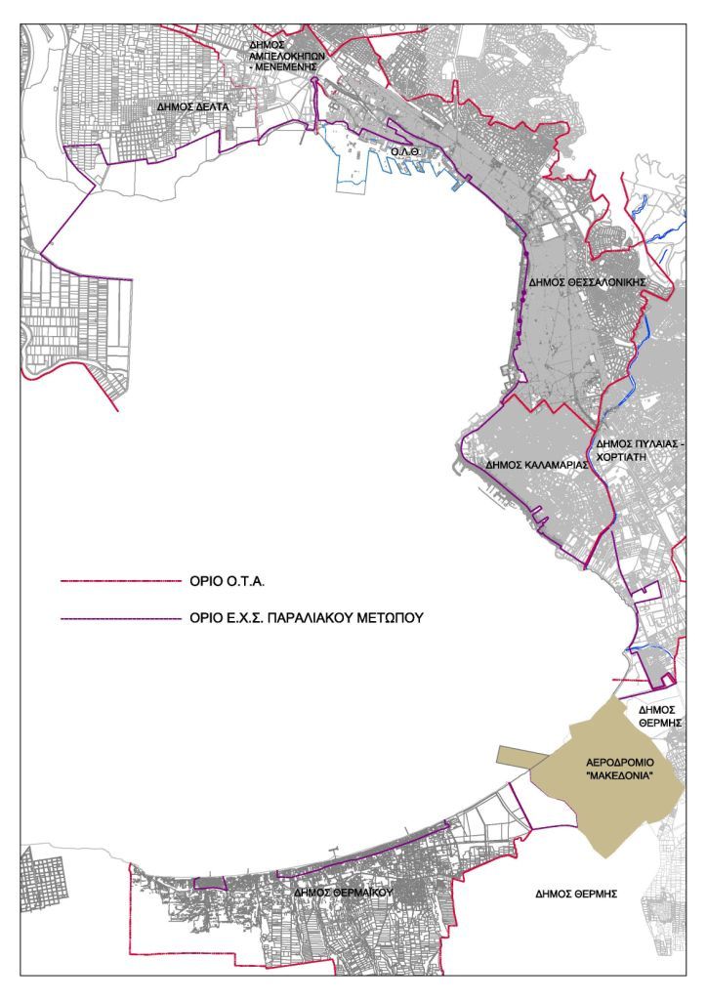 ΔΗΜΟΣ
ΑΜΠΕΛΟΚΗΠΩΝ
- ΜΕΝΕΜΕΝΗΣ
ΔΗΜΟΣ ΔΕΛΤΑ
Ο.Λ.Θ.
ΔΗΜΟΣ ΘΕΣΣΑΛΟΝΙΚΗΣ
ΔΗΜΟΣ ΠΥΛΑΙΑΣ -
ΧΟΡΤΙΑΤΗ
ΔΗΜΟΣ ΚΑΛΑΜΑΡΙΑΣ
ΟΡΙΟ Ο.Τ.Α.
ΟΡΙΟ Ε.Χ.Σ. ΠΑΡΑΛΙΑΚΟΥ ΜΕΤΩΠΟΥ
ΔΗΜΟΣ
ΘΕΡΜΗΣ
ΑΕΡΟΔΡΟΜΙΟ
"ΜΑΚΕΔΟΝΙΑ"
ΔΗΜΟΣ ΘΕΡΜΑΪΚΟΥ
ΔΗΜΟΣ ΘΕΡΜΗΣ